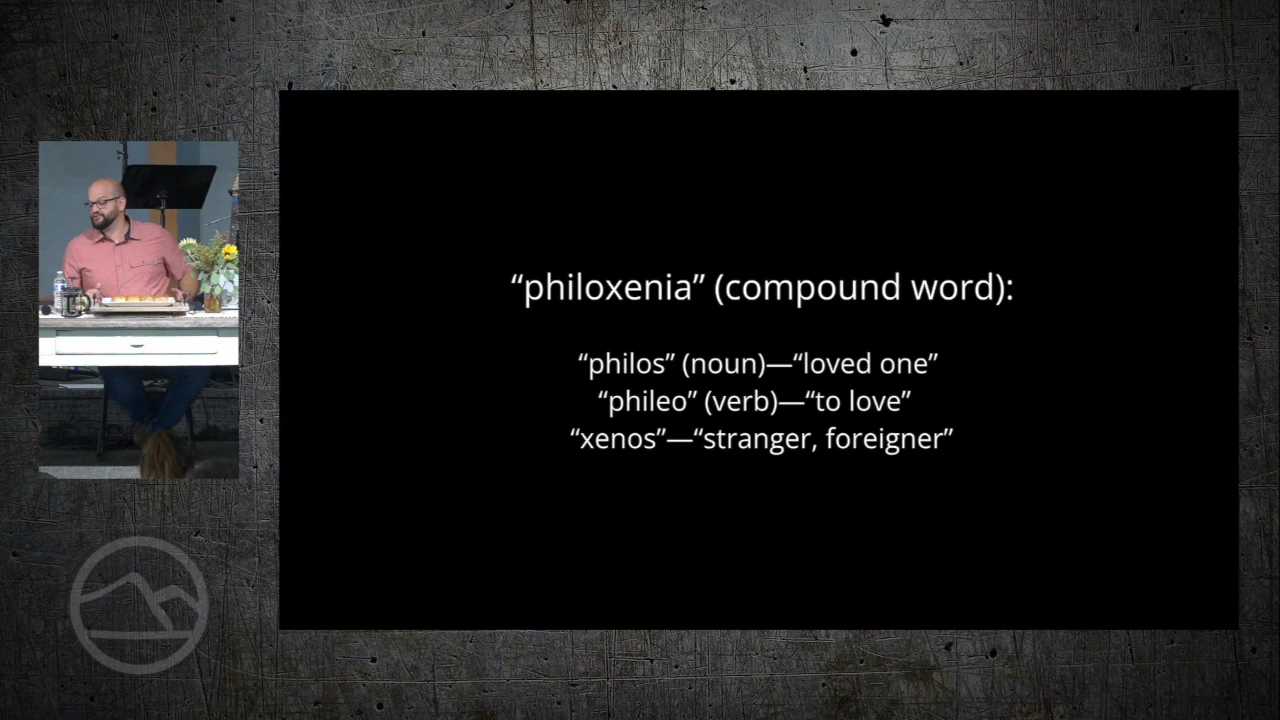 “philoxenia” (compound word):
“philos” (noun)—“loved one”
“phileo” (verb)—“to love”
“xenos”—“stranger, foreigner”